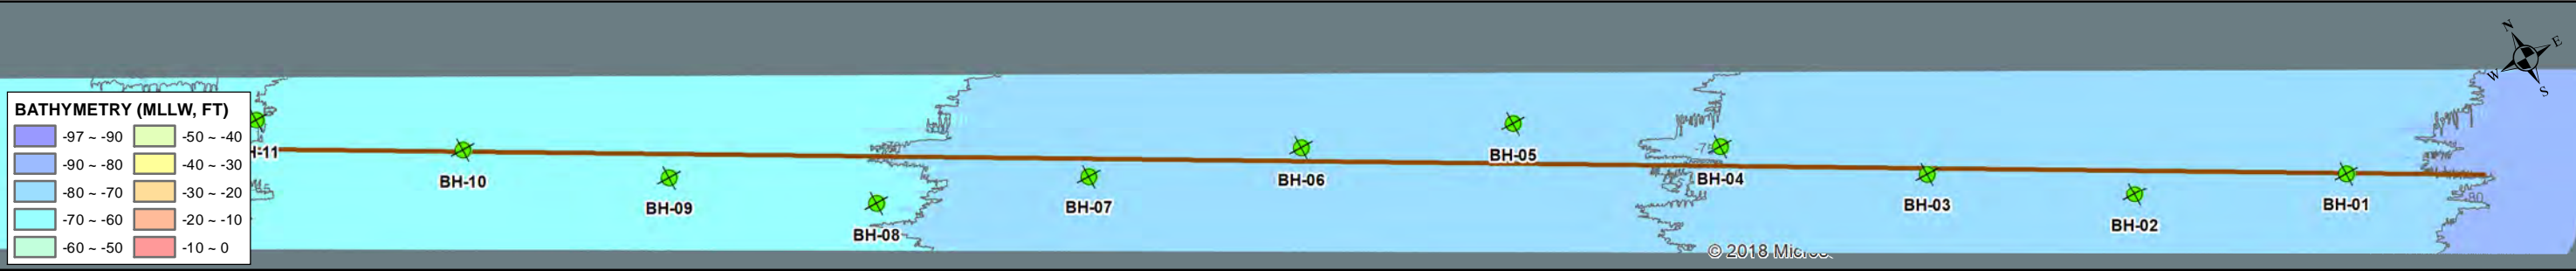 N
E
W
S
BATHYMETRY (MLLW, FT)
-97 ~ -90 -50 ~ -40
-90 ~ -80 -40 ~ -30
-80 ~ -70 -30 ~ -20
-70 ~ -60 -20 ~ -10
-60 ~ -50 -10 ~ 0
H-11
BH-10
BH-09
BH-08
BH-07
BH-06
BH-05
BH-04
BH-03
BH-02
BH-01
© 2018